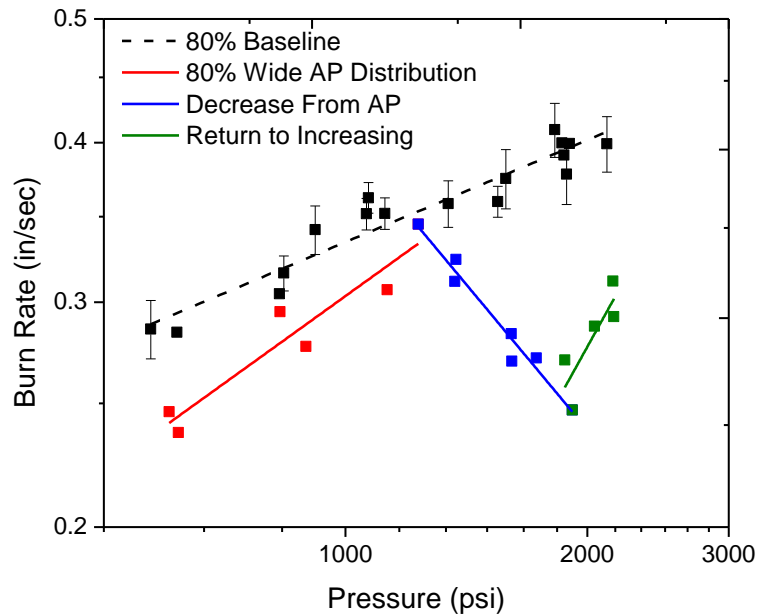 0.5
80% Baseline
80% Wide AP Distribution
Decrease From AP
Return to Increasing
0.4
0.3
0.2
Burn Rate (in/sec)
1000
2000
3000
Pressure (psi)